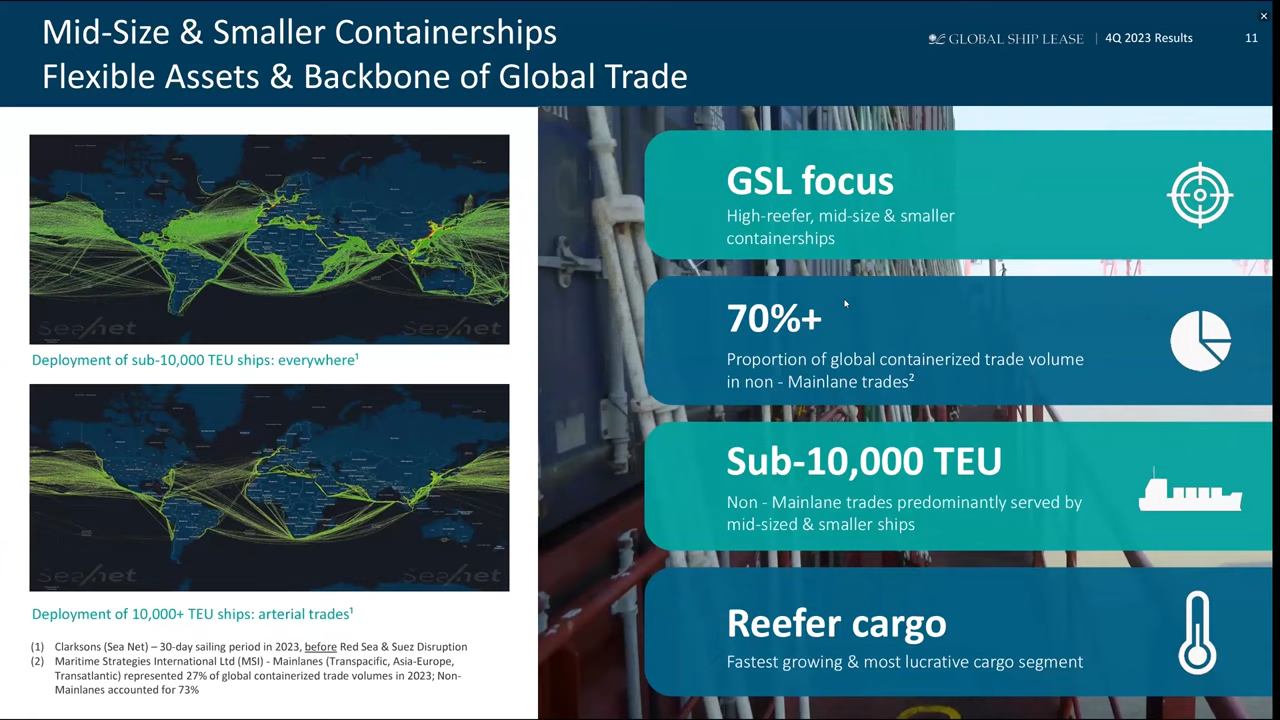 Mid-Size & Smaller Containerships
Flexible Assets & Backbone of Global Trade
GLOBAL SHIP LEASE | 4Q 2023 Results 11
Sea/net
Deployment of sub-10,000 TEU ships: everywhere¹
Sea/net
Deployment of 10,000+ TEU ships: arterial trades¹
(1) Clarksons (Sea Net) – 30-day sailing period in 2023, before Red Sea & Suez Disruption
(2) Maritime Strategies International Ltd (MSI) - Mainlanes (Transpacific, Asia-Europe,
Transatlantic) represented 27% of global containerized trade volumes in 2023; Non-
Mainlanes accounted for 73%
GSL focus
High-reefer, mid-size & smaller
containerships
70%+
Proportion of global containerized trade volume
in non - Mainlane trades²
Sub-10,000 TEU
Non - Mainlane trades predominantly served by
mid-sized & smaller ships
Reefer cargo
Fastest growing & most lucrative cargo segment